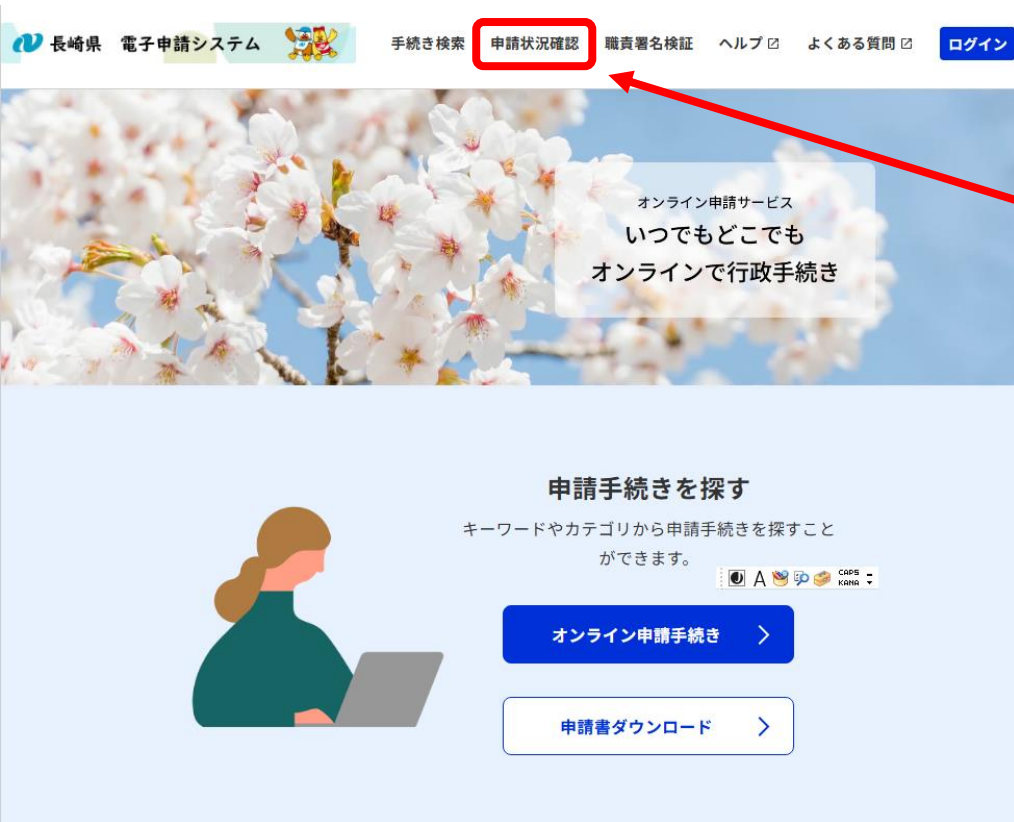 長崎県 電子申請システム
手続き検索 申請状況確認 職責署名検証 ヘルプ よくある質問 ログイン
オンライン申請サービス
いつでもどこでも
オンラインで行政手続き
申請手続きを探す
キーワードやカテゴリから申請手続きを探すこと
ができます。
A CAPS
KANA
オンライン申請手続き
申請書ダウンロード